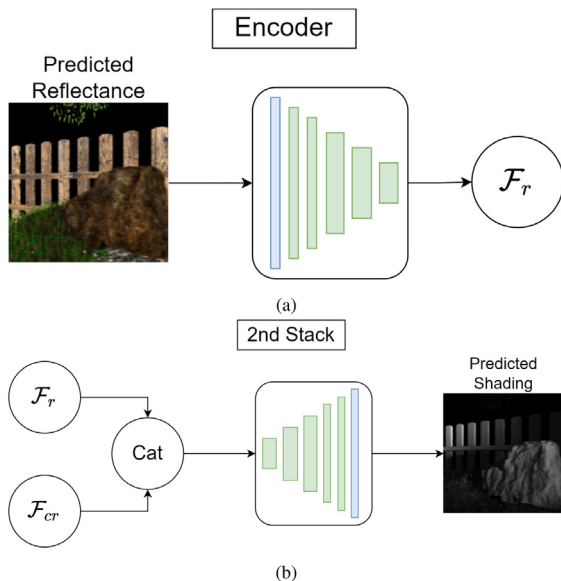 Encoder
Predicted
Reflectance
ℱr
(a)
2nd Stack
ℱr
Predicted
Shading
Cat
ℱcr
(b)